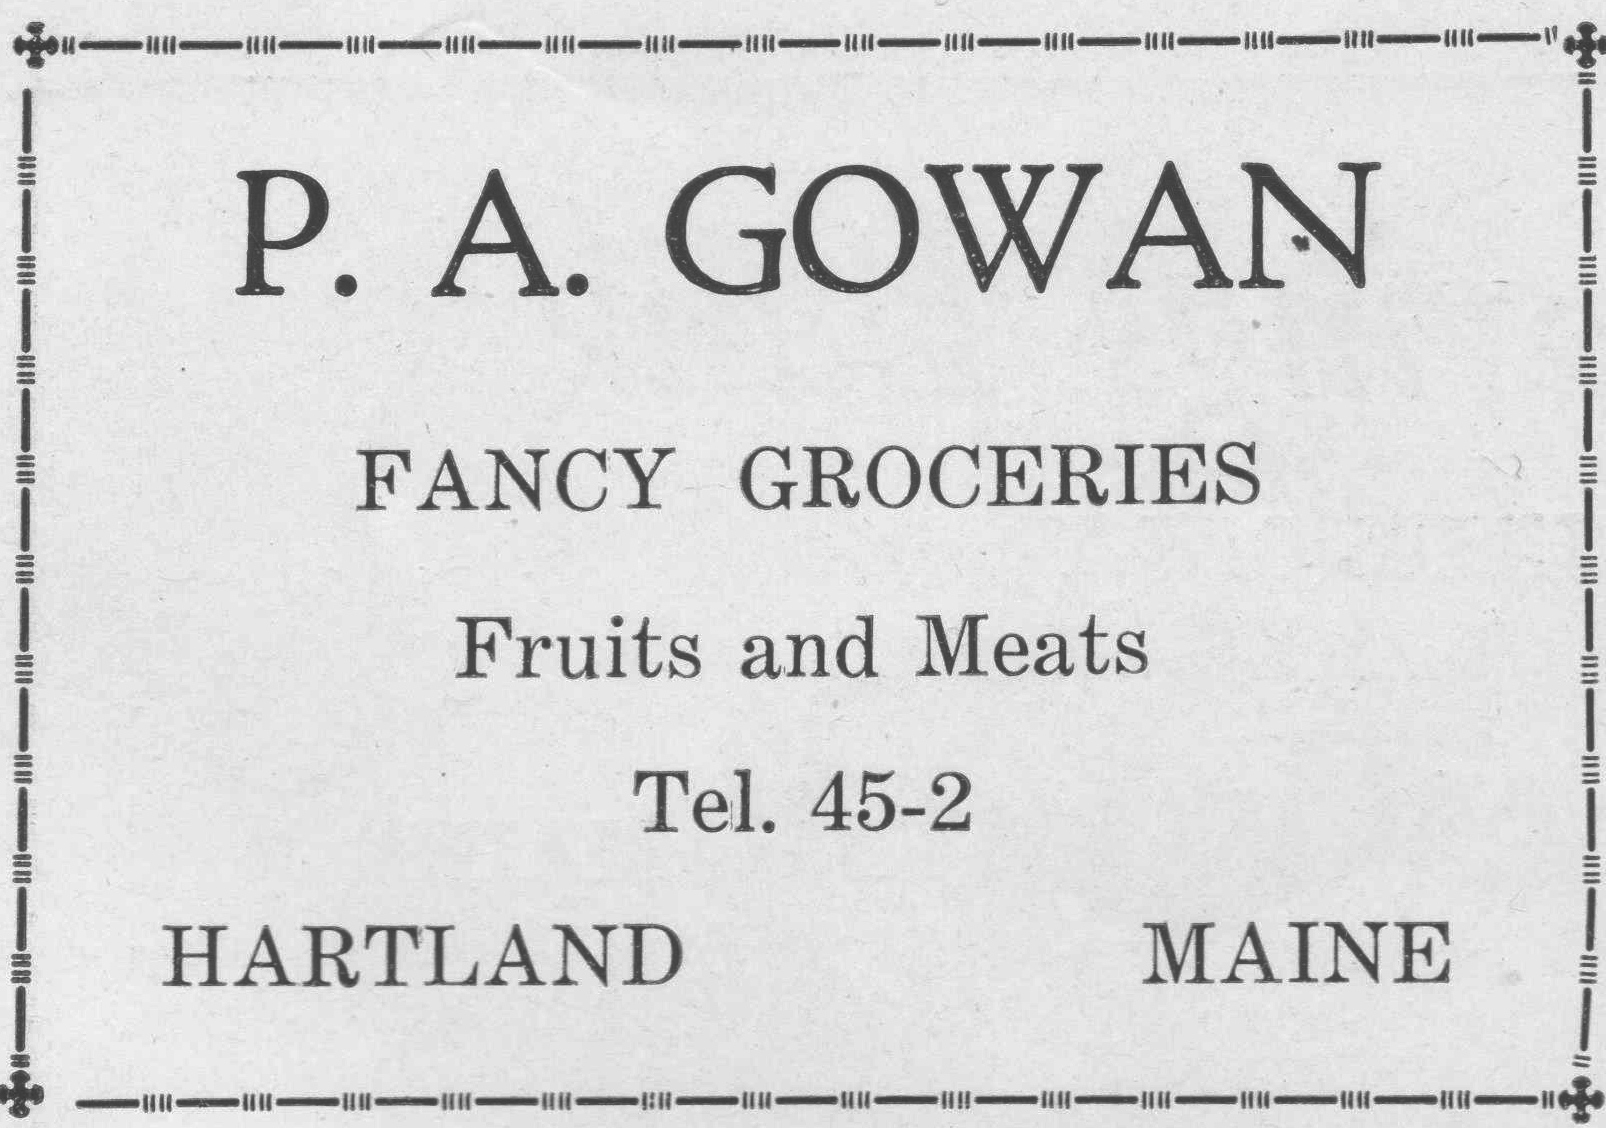 P. A. GOWAN
FANCY GROCERIES
Fruits and Meats
Tel. 45-2
HARTLAND MAINE